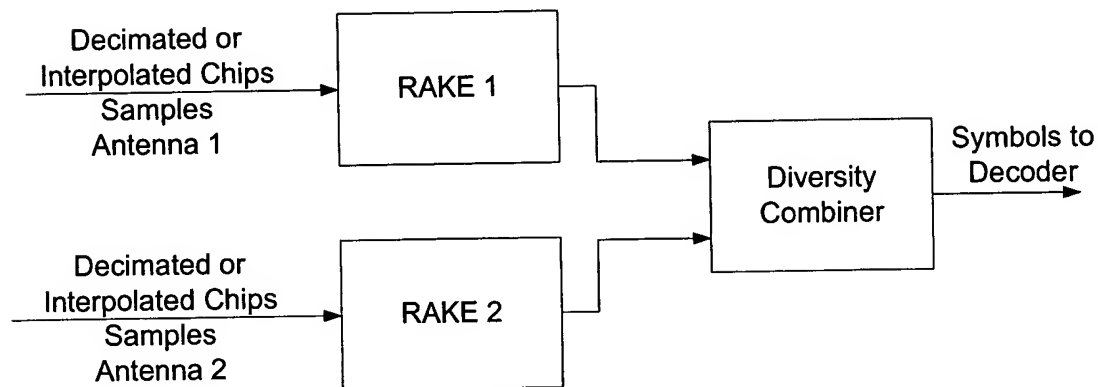 Decimated or
Interpolated Chips
Samples
Antenna 1
RAKE 1
Diversity
Combiner
Symbols to
Decoder
Decimated or
Interpolated Chips
Samples
Antenna 2
RAKE 2